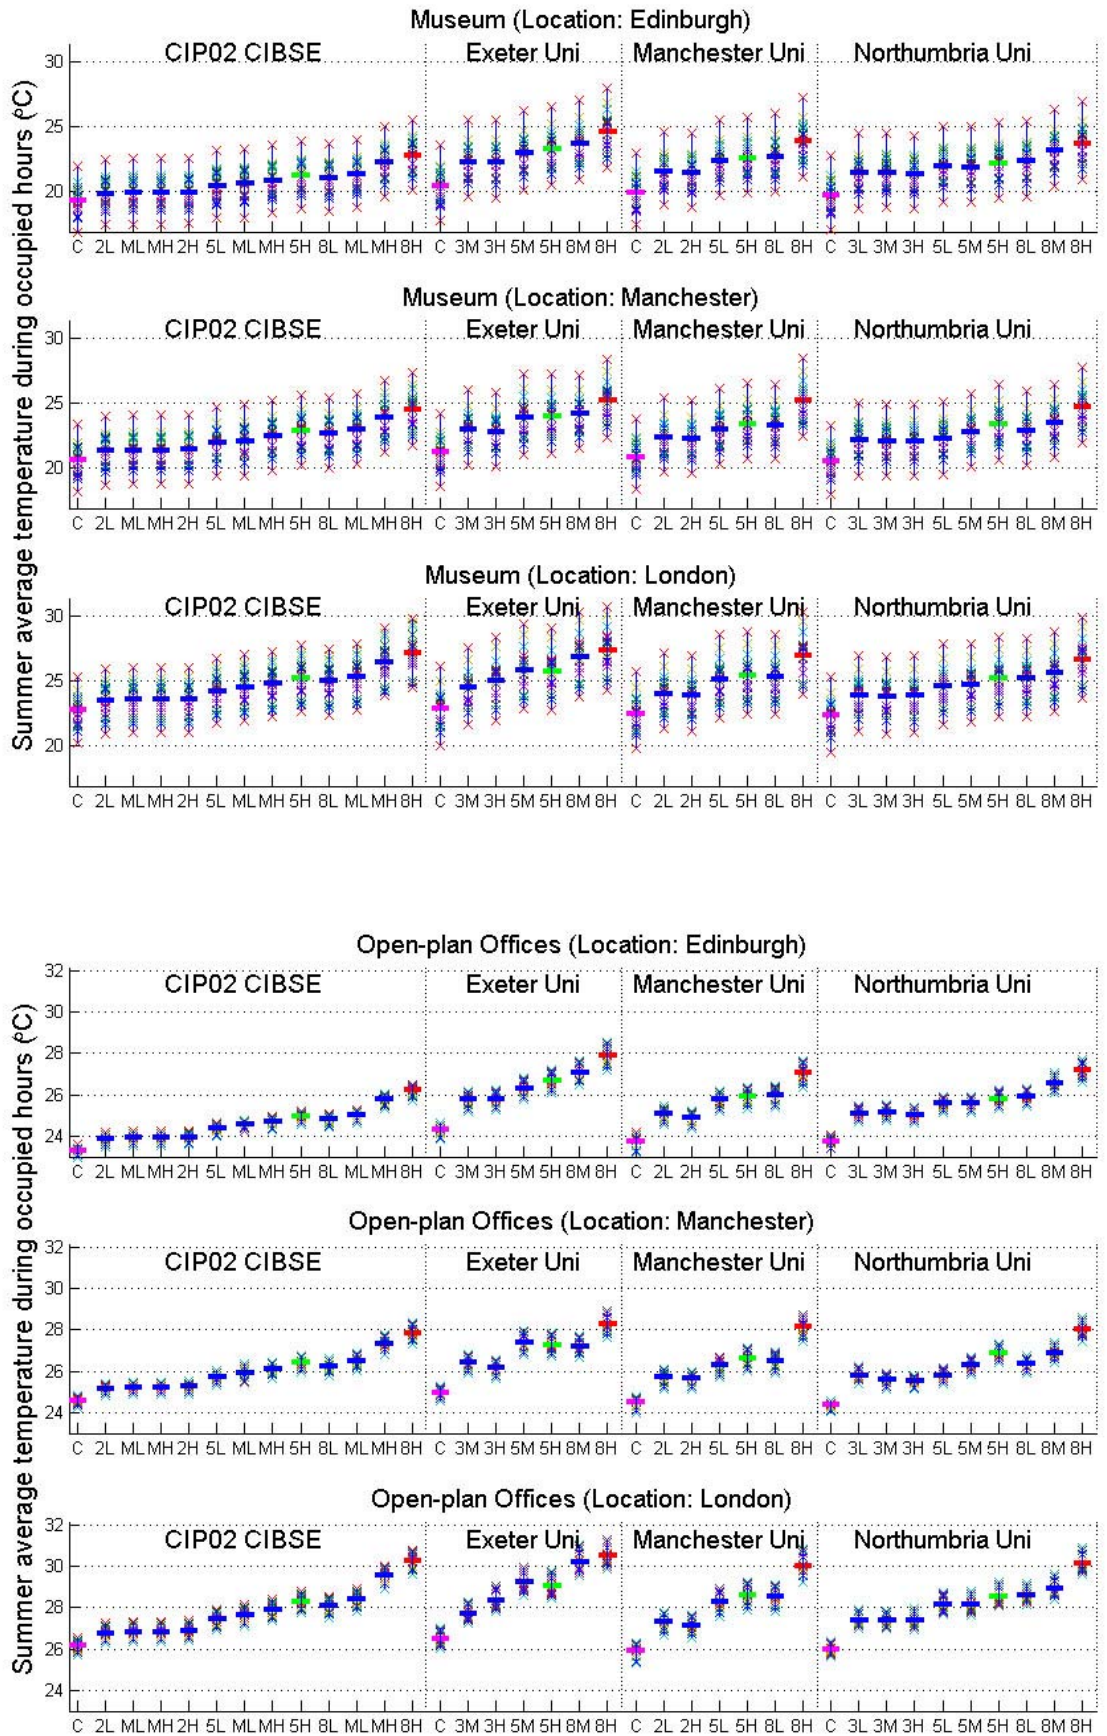 Museum (Location: Edinburgh)
CIP02 CIBSE Exeter Uni Manchester Uni Northumbria Uni
30
25
20
C 2L ML MH 2H 5L ML MH 5H 8L ML MH 8H C 3M 3H 5M 5H 8M 8H C 2L 2H 5L 5H 8L 8H C 3L 3M 3H 5L 5M 5H 8L 8M 8H
Museum (Location: Manchester)
CIP02 CIBSE Exeter Uni Manchester Uni Northumbria Uni
30
25
20
C 2L ML MH 2H 5L ML MH 5H 8L ML MH 8H C 3M 3H 5M 5H 8M 8H C 2L 2H 5L 5H 8L 8H C 3L 3M 3H 5L 5M 5H 8L 8M 8H
Museum (Location: London)
CIP02 CIBSE Exeter Uni Manchester Uni Northumbria Uni
30
25
20
C 2L ML MH 2H 5L ML MH 5H 8L ML MH 8H C 3M 3H 5M 5H 8M 8H C 2L 2H 5L 5H 8L 8H C 3L 3M 3H 5L 5M 5H 8L 8M 8H
Summer average temperature during occupied hours (ºC)
Open-plan Offices (Location: Edinburgh)
CIP02 CIBSE Exeter Uni Manchester Uni Northumbria Uni
32
30
28
26
24
C 2L ML MH 2H 5L ML MH 5H 8L ML MH 8H C 3M 3H 5M 5H 8M 8H C 2L 2H 5L 5H 8L 8H C 3L 3M 3H 5L 5M 5H 8L 8M 8H
Open-plan Offices (Location: Manchester)
CIP02 CIBSE Exeter Uni Manchester Uni Northumbria Uni
32
30
28
26
24
C 2L ML MH 2H 5L ML MH 5H 8L ML MH 8H C 3M 3H 5M 5H 8M 8H C 2L 2H 5L 5H 8L 8H C 3L 3M 3H 5L 5M 5H 8L 8M 8H
Open-plan Offices (Location: London)
CIP02 CIBSE Exeter Uni Manchester Uni Northumbria Uni
32
30
28
26
24
C 2L ML MH 2H 5L ML MH 5H 8L ML MH 8H C 3M 3H 5M 5H 8M 8H C 2L 2H 5L 5H 8L 8H C 3L 3M 3H 5L 5M 5H 8L 8M 8H
Summer average temperature during occupied hours (ºC)